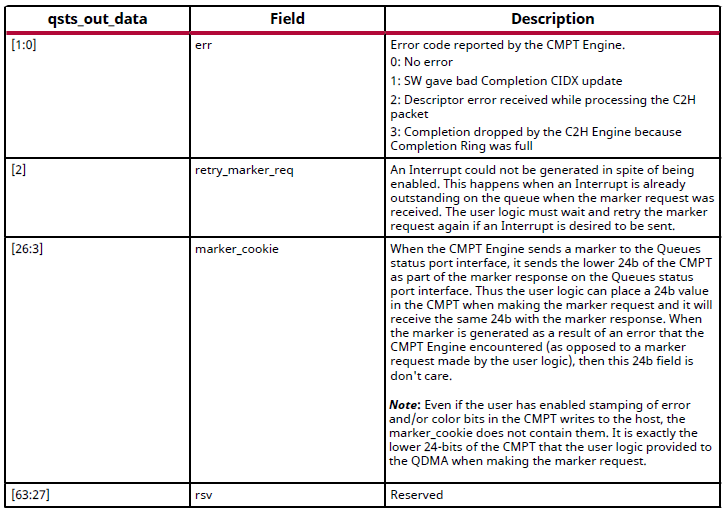 qsts_out_data Field Description
[1:0] err Error code reported by the CMPT Engine.
0: No error
1: SW gave bad Completion CIDX update
2: Descriptor error received while processing the C2H
packet
3: Completion dropped by the C2H Engine because
Completion Ring was full
[2] retry_marker_req An Interrupt could not be generated in spite of being
enabled. This happens when an Interrupt is already
outstanding on the queue when the marker request was
received. The user logic must wait and retry the marker
request again if an Interrupt is desired to be sent.
[26:3] marker_cookie When the CMPT Engine sends a marker to the Queues
status port interface, it sends the lower 24b of the CMPT
as part of the marker response on the Queues status
port interface. Thus the user logic can place a 24b value
in the CMPT when making the marker request and it will
receive the same 24b with the marker response. When
the marker is generated as a result of an error that the
CMPT Engine encountered (as opposed to a marker
request made by the user logic), then this 24b field is
don't care.
Note: Even if the user has enabled stamping of error
and/or color bits in the CMPT writes to the host, the
marker_cookie does not contain them. It is exactly the
lower 24-bits of the CMPT that the user logic provided to
the QDMA when making the marker request.
[63:27] rsv Reserved